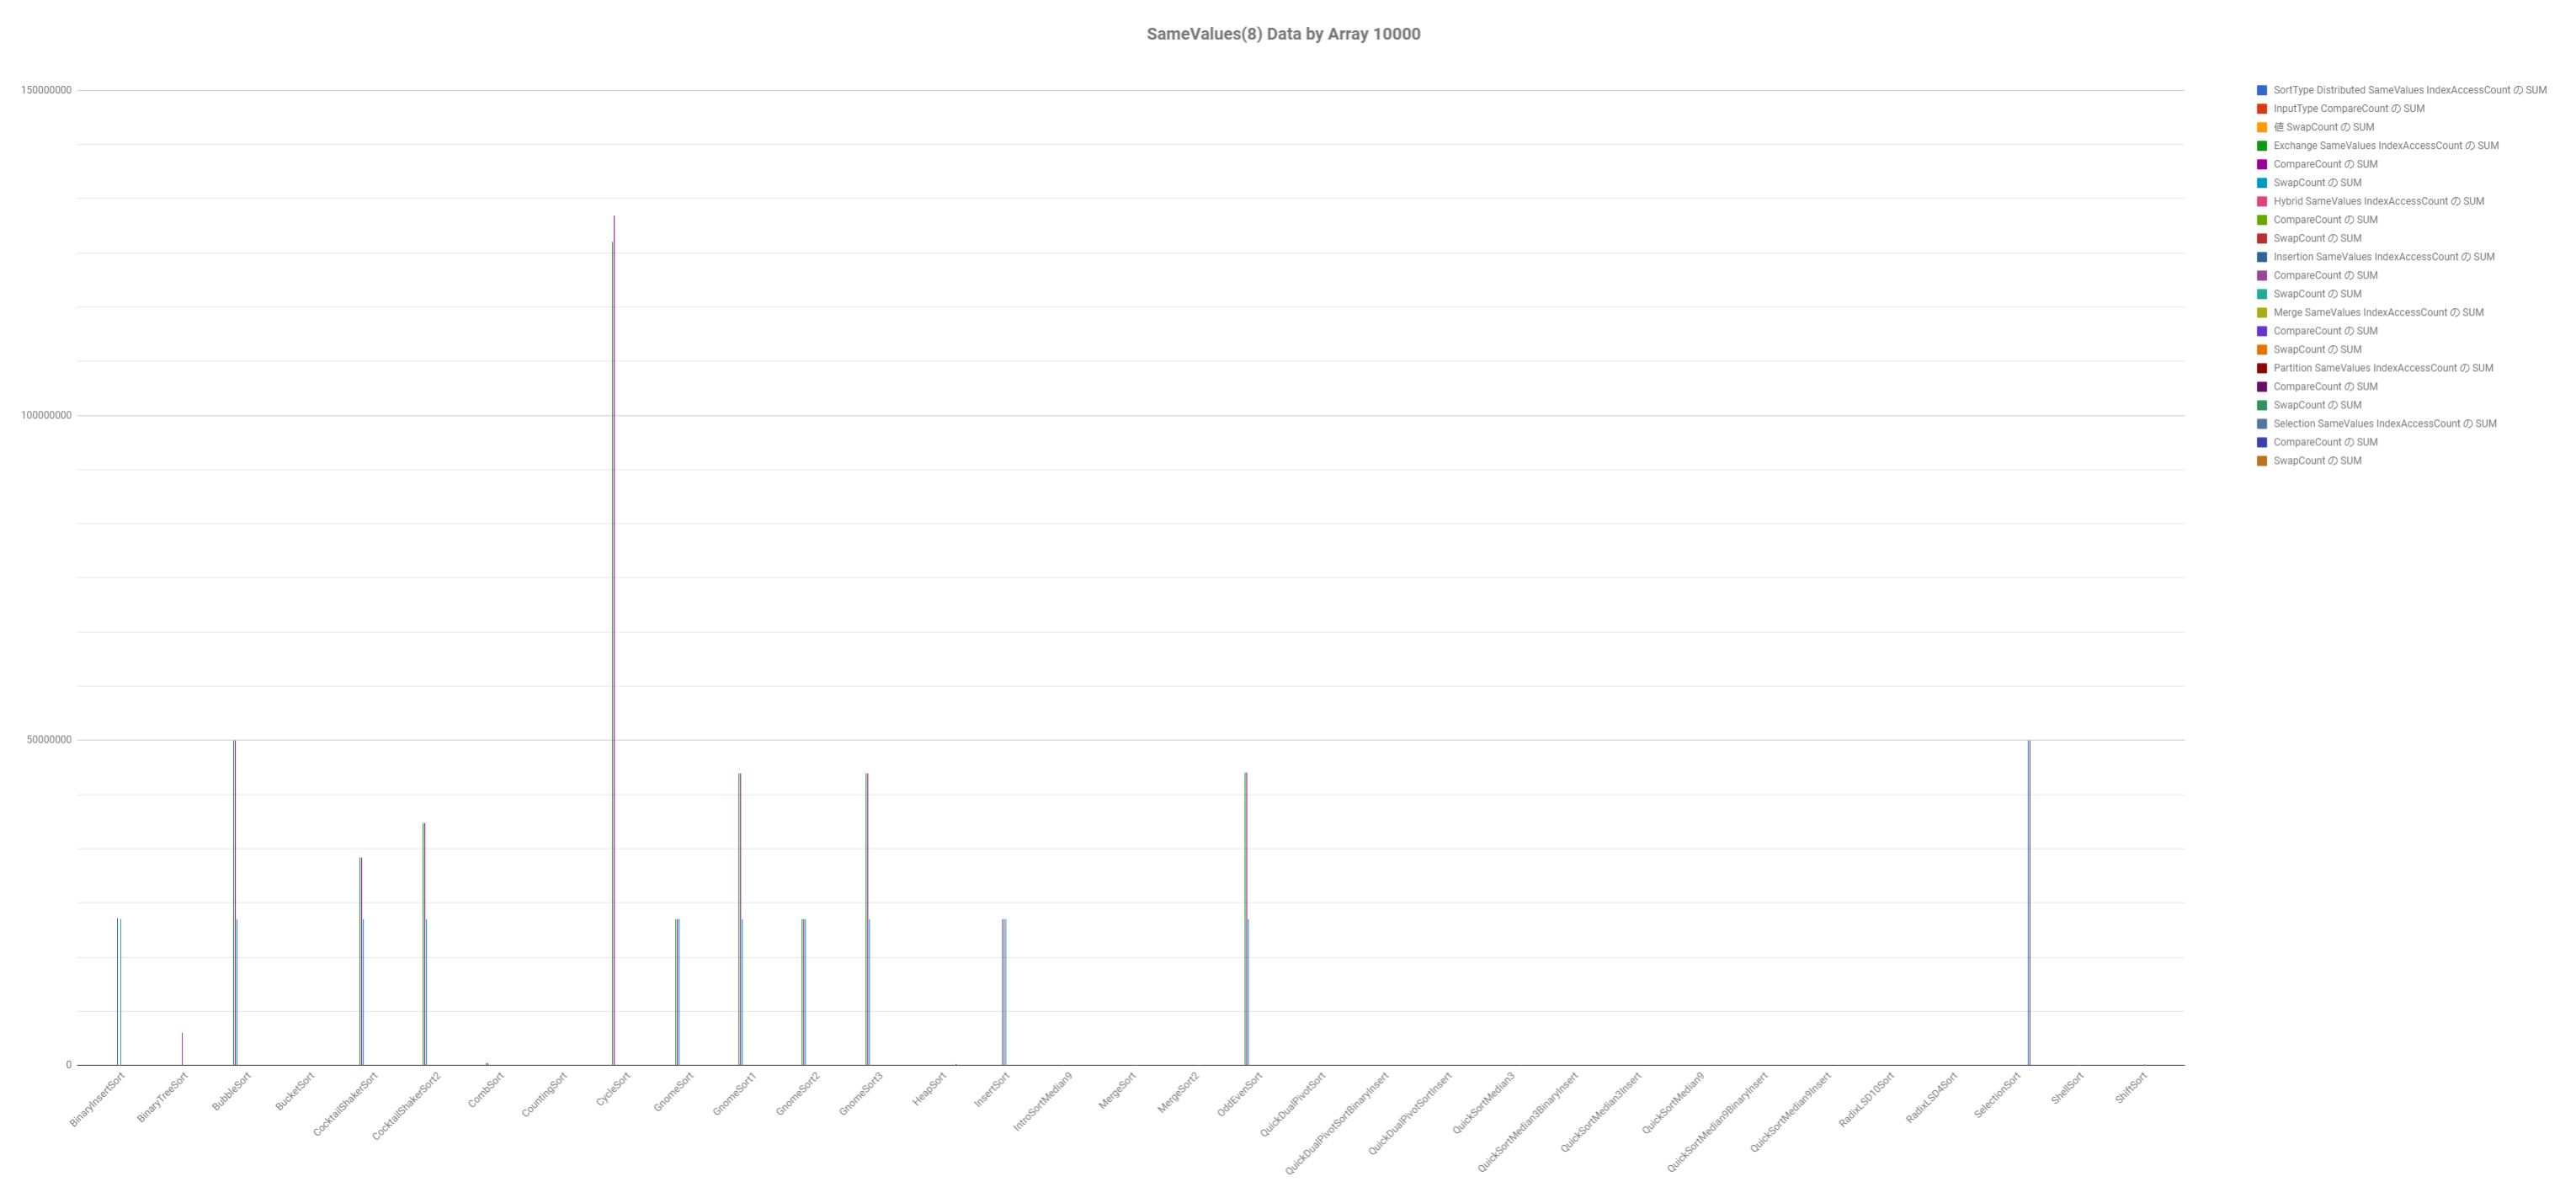 SameValues(8) Data by Array 10000
150000000
100000000
50000000
0
SortType Distributed SameValues IndexAccessCount の SUM
InputType CompareCount の SUM
値 SwapCount の SUM
Exchange SameValues IndexAccessCount の SUM
CompareCount の SUM
SwapCount の SUM
Hybrid SameValues IndexAccessCount の SUM
CompareCount の SUM
SwapCount の SUM
Insertion SameValues IndexAccessCount の SUM
CompareCount の SUM
SwapCount の SUM
Merge SameValues IndexAccessCount の SUM
CompareCount の SUM
SwapCount の SUM
Partition SameValues IndexAccessCount の SUM
CompareCount の SUM
SwapCount の SUM
Selection SameValues IndexAccessCount の SUM
CompareCount の SUM
SwapCount の SUM
BinaryInsertSort
BinaryTreeSort
BubbleSort
BucketSort
CocktailShakerSort
CocktailShakerSort2
CombSort
CountingSort
CycleSort
GnomeSort
GnomeSort1
GnomeSort2
GnomeSort3
HeapSort
InsertSort
IntroSortMedian9
MergeSort
MergeSort2
OddEvenSort
QuickDualPivotSort
QuickDualPivotSortBinaryInsert
QuickDualPivotSortInsert
QuickSortMedian3
QuickSortMedian3BinaryInsert
QuickSortMedian3Insert
QuickSortMedian9
QuickSortMedian9BinaryInsert
QuickSortMedian9Insert
RadixLSD10Sort
RadixLSD4Sort
SelectionSort
ShellSort
ShiftSort